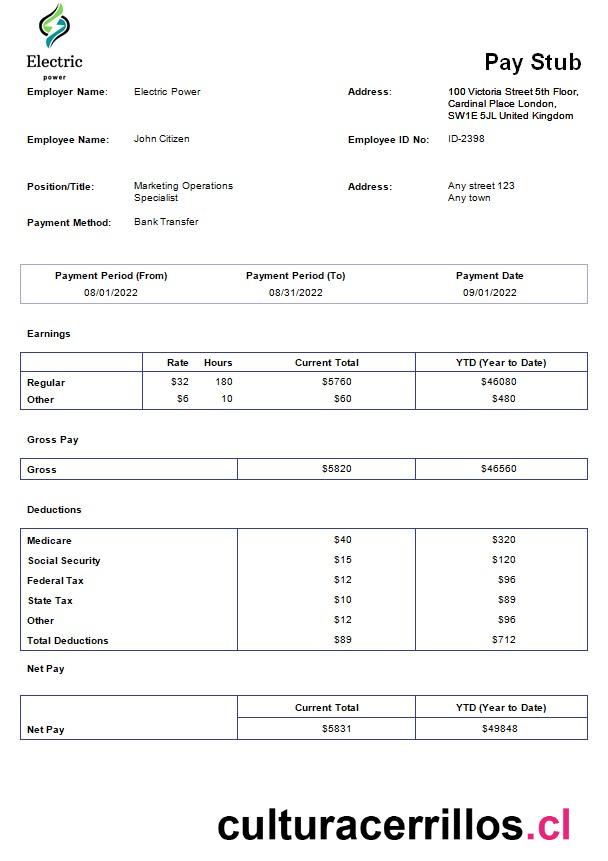 Electric
power
Pay Stub
Employer Name: Electric Power Address: 100 Victoria Street 5th Floor,
Cardinal Place London,
SW1E 5JL United Kingdom
Employee Name: John Citizen Employee ID No: ID-2398
Position/Title: Marketing Operations Address: Any street 123
Specialist Any town
Payment Method: Bank Transfer
Payment Period (From) Payment Period (To) Payment Date
08/01/2022 08/31/2022 09/01/2022
Earnings
Rate Hours Current Total YTD (Year to Date)
Regular $32 180 $5760 $46080
Other $6 10 $60 $480
Gross Pay
Gross $5820 $46560
Deductions
Medicare $40 $320
Social Security $15 $120
Federal Tax $12 $96
State Tax $10 $89
Other $12 $96
Total Deductions $89 $712
Net Pay
Current Total YTD (Year to Date)
Net Pay $5831 $49848
culturacerrillos.cl